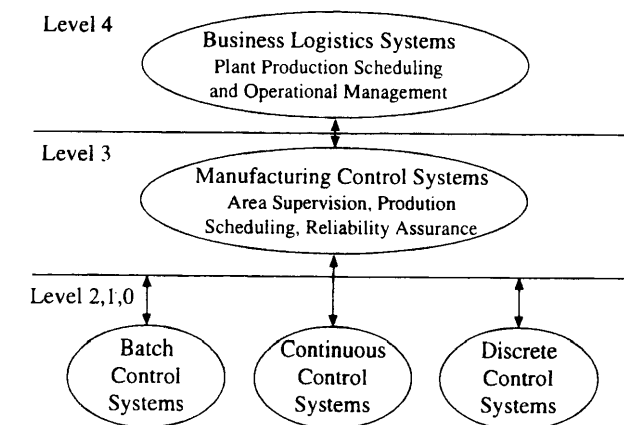 Level 4
Business Logistics Systems
Plant Production Scheduling
and Operational Management
Level 3
Manufacturing Control Systems
Area Supervision, Prodution
Scheduling, Reliability Assurance
Level 2,1,0
Batch
Control
Systems
Continuous
Control
Systems
Discrete
Control
Systems